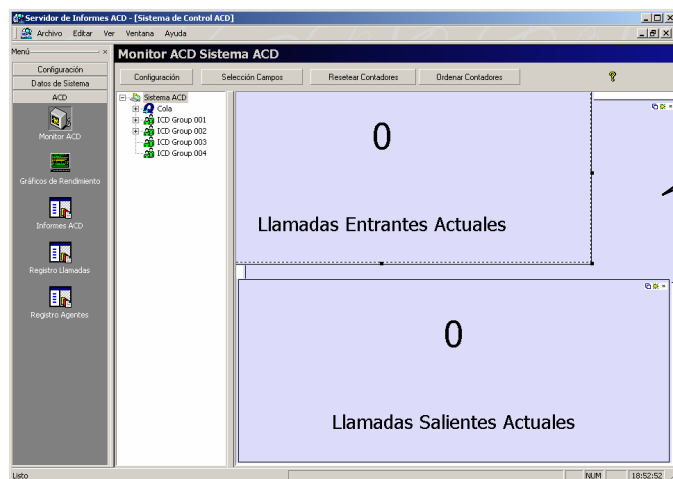 Servidor de Informes ACD - [Sistema de Control ACD]
Archivo Editar Ver Ventana Ayuda
Menú
Monitor ACD Sistema ACD
Configuración
Datos de Sistema
ACD
Monitor ACD
Gráficos de Rendimiento
Informes ACD
Registro Llamadas
Registro Agentes
Configuración Selección Campos Resetear Contadores Ordenar Contadores
Sistema ACD
Cola
ICD Group 001
ICD Group 002
ICD Group 003
ICD Group 004
0
Llamadas Entrantes Actuales
0
Llamadas Salientes Actuales
Listo
NUM 18:52:52